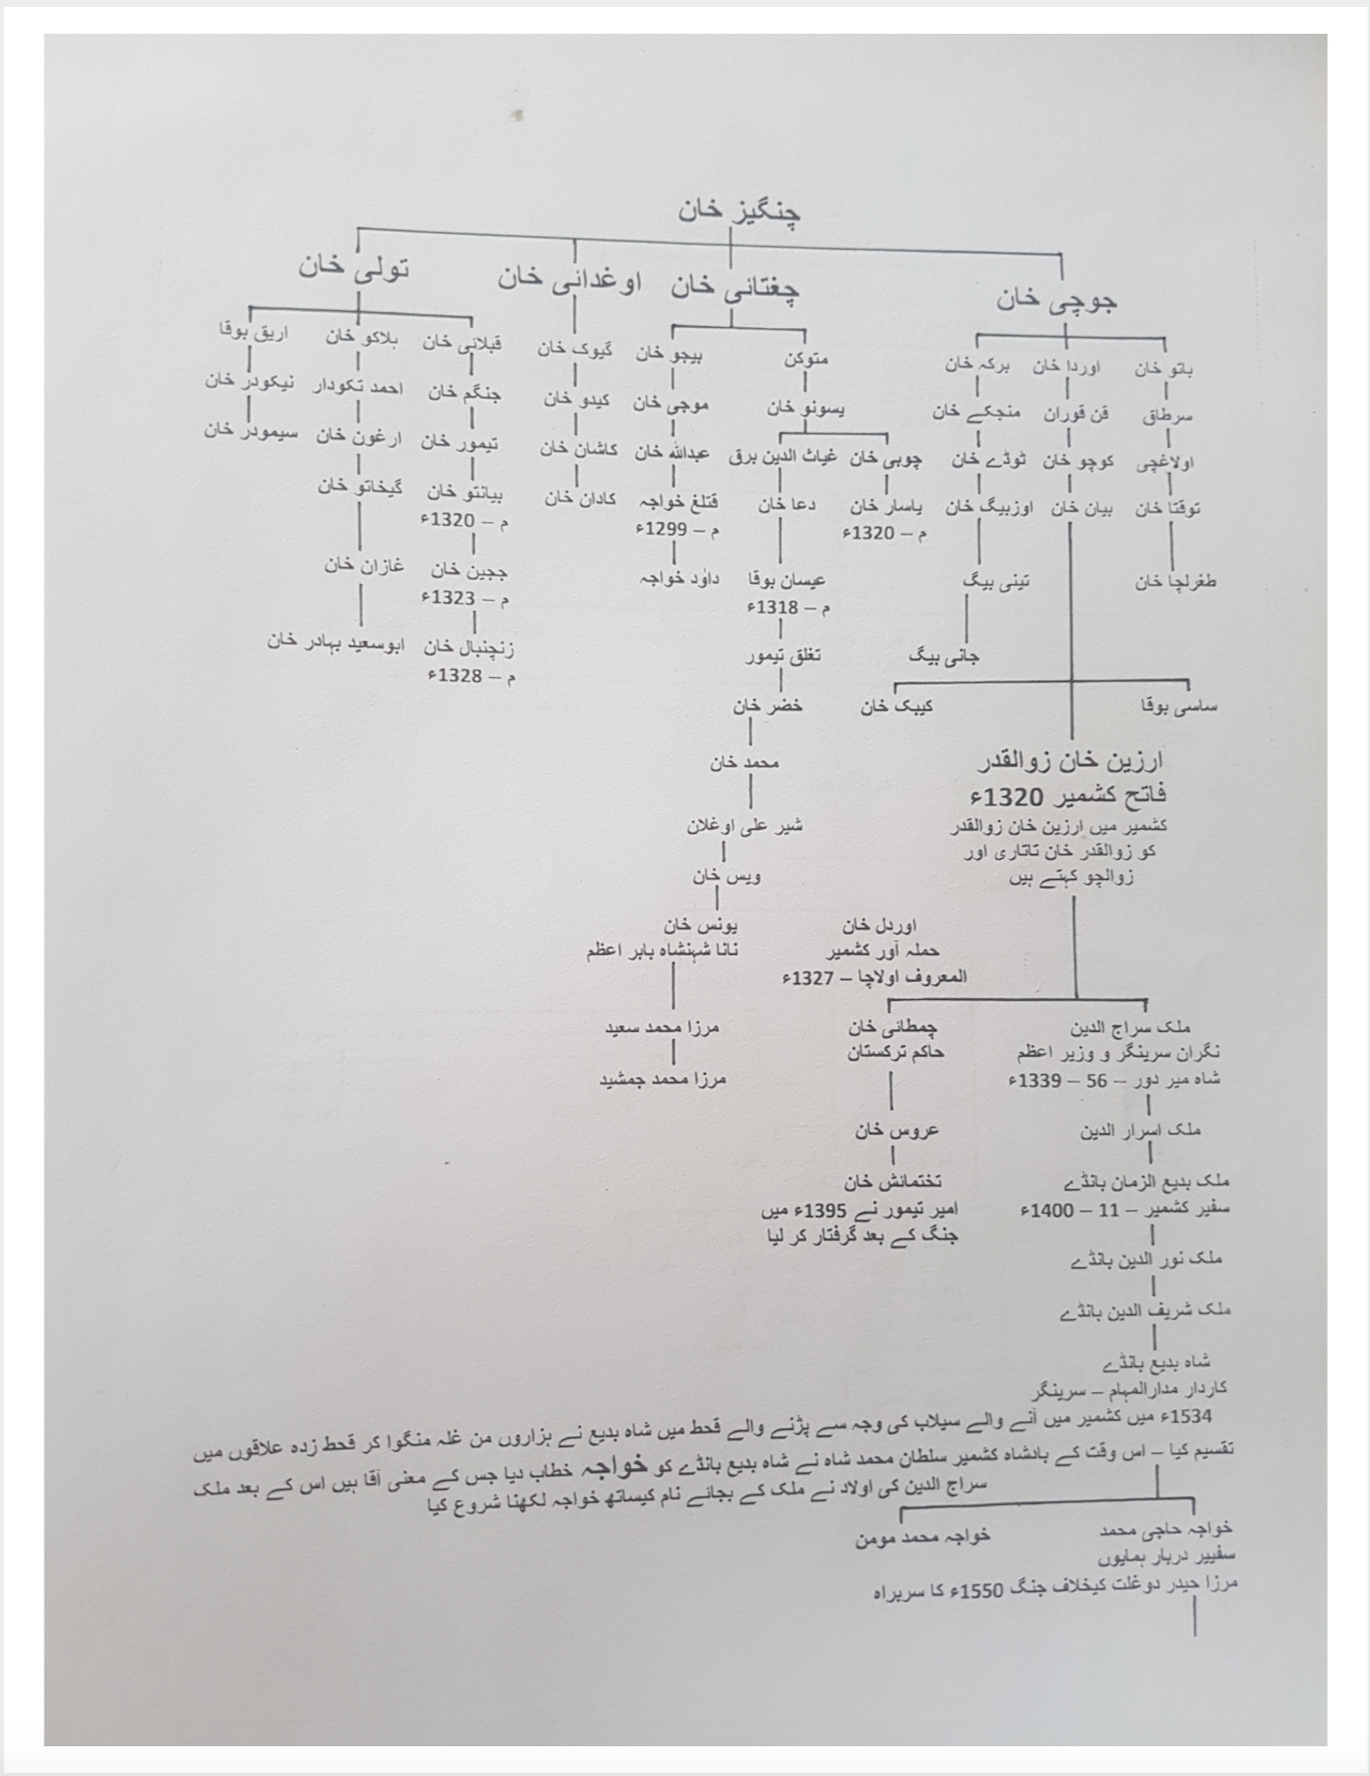 چنگیز خان
جوچی خان
چغتائی خان
اوغدائی خان
تولی خان
باتو خان
اوردا خان
برکہ خان
متوکن
بیجو خان
گیوک خان
قبلائی خان
ہلاکو خان
اریق بوقا
سرطاق
قن قوران
منجکے خان
یسونو خان
موجی خان
کیدو خان
جنگم خان
احمد تکودار
نیکودر خان
اولاغچی
کوچو خان
ٹوڈے خان
چوبی خان
غیاث الدین برق
عبداللہ خان
کاشان خان
تیمور خان
ارغون خان
سیمودر خان
توقتا خان
بیان خان
اوزبیگ خان
یاسار خان
م – 1320ء
دعا خان
قتلغ خواجہ
م – 1299ء
کادان خان
بیانتو خان
م – 1320ء
گیخاتو خان
طغرلچا خان
تینی بیگ
عیسان بوقا
م – 1318ء
داؤد خواجہ
ججین خان
م – 1323ء
غازان خان
جانی بیگ
تغلق تیمور
زنچنبال خان
م – 1328ء
ابوسعید بہادر خان
ساسی بوقا
کیبک خان
خضر خان
ارزین خان زوالقدر
فاتح کشمیر 1320ء
کشمیر میں ارزین خان زوالقدر
کو زوالقدر خان تاتاری اور
زوالچو کہتے ہیں
محمد خان
شیر علی اوغلان
ویس خان
یونس خان
نانا شہنشاہ بابر اعظم
اوردل خان
حملہ آور کشمیر
المعروف اولاچا – 1327ء
ملک سراج الدین
نگران سرینگر و وزیر اعظم
شاہ میر دور – 56 – 1339ء
چمطائی خان
حاکم ترکستان
مرزا محمد سعید
مرزا محمد جمشید
ملک اسرار الدین
عروس خان
ملک بدیع الزمان بانڈے
سفیر کشمیر – 11 – 1400ء
تختمائش خان
امیر تیمور نے 1395ء میں
جنگ کے بعد گرفتار کر لیا
ملک نور الدین بانڈے
ملک شریف الدین بانڈے
شاہ بدیع بانڈے
کاردار مدارالمہام – سرینگر
1534ء میں کشمیر میں آنے والے سیلاب کی وجہ سے پڑنے والے قحط میں شاہ بدیع نے ہزاروں من غلہ منگوا کر قحط زدہ علاقوں میں
تقسیم کیا – اس وقت کے بادشاہ کشمیر سلطان محمد شاہ نے شاہ بدیع بانڈے کو خواجہ خطاب دیا جس کے معنی آقا ہیں اس کے بعد ملک
سراج الدین کی اولاد نے ملک کے بجائے نام کیساتھ خواجہ لکھنا شروع کیا
خواجہ حاجی محمد
سفییر دربار ہمایوں
مرزا حیدر دوغلت کیخلاف جنگ 1550ء کا سربراہ
خواجہ محمد مومن